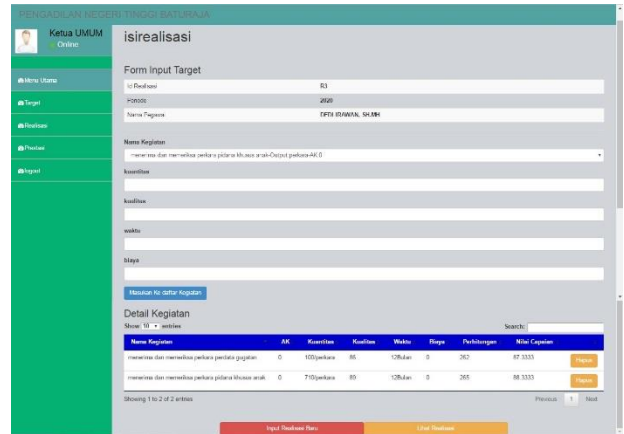 PENGADILAN NEGERI TINGGI BATURAJA
Ketua UMUM
Online
isirealisasi
Menu Utama
Target
Realisasi
Prestasi
logout
Form Input Target
Id Realisasi R3
Periode 2020
Nama Pegawai DEDI IRAWAN, SH.MH
Nama Kegiatan
menerima dan memeriksa perkara pidana khusus anak-Output:perkara-AK:0
kuantitas
kualitas
waktu
biaya
Masukan Ke daftar Kegiatan
Detail Kegiatan
Show 10 entries Search:
Nama Kegiatan AK Kuantitas Kualitas Waktu Biaya Perhitungan Nilai Capaian
menerima dan memeriksa perkara perdata gugatan 0 100/perkara 86 12Bulan 0 262 87.3333 Hapus
menerima dan memeriksa perkara pidana khusus anak 0 710/perkara 89 12Bulan 0 265 88.3333 Hapus
Showing 1 to 2 of 2 entries Previous 1 Next
Input Realisasi Baru Lihat Realisasi